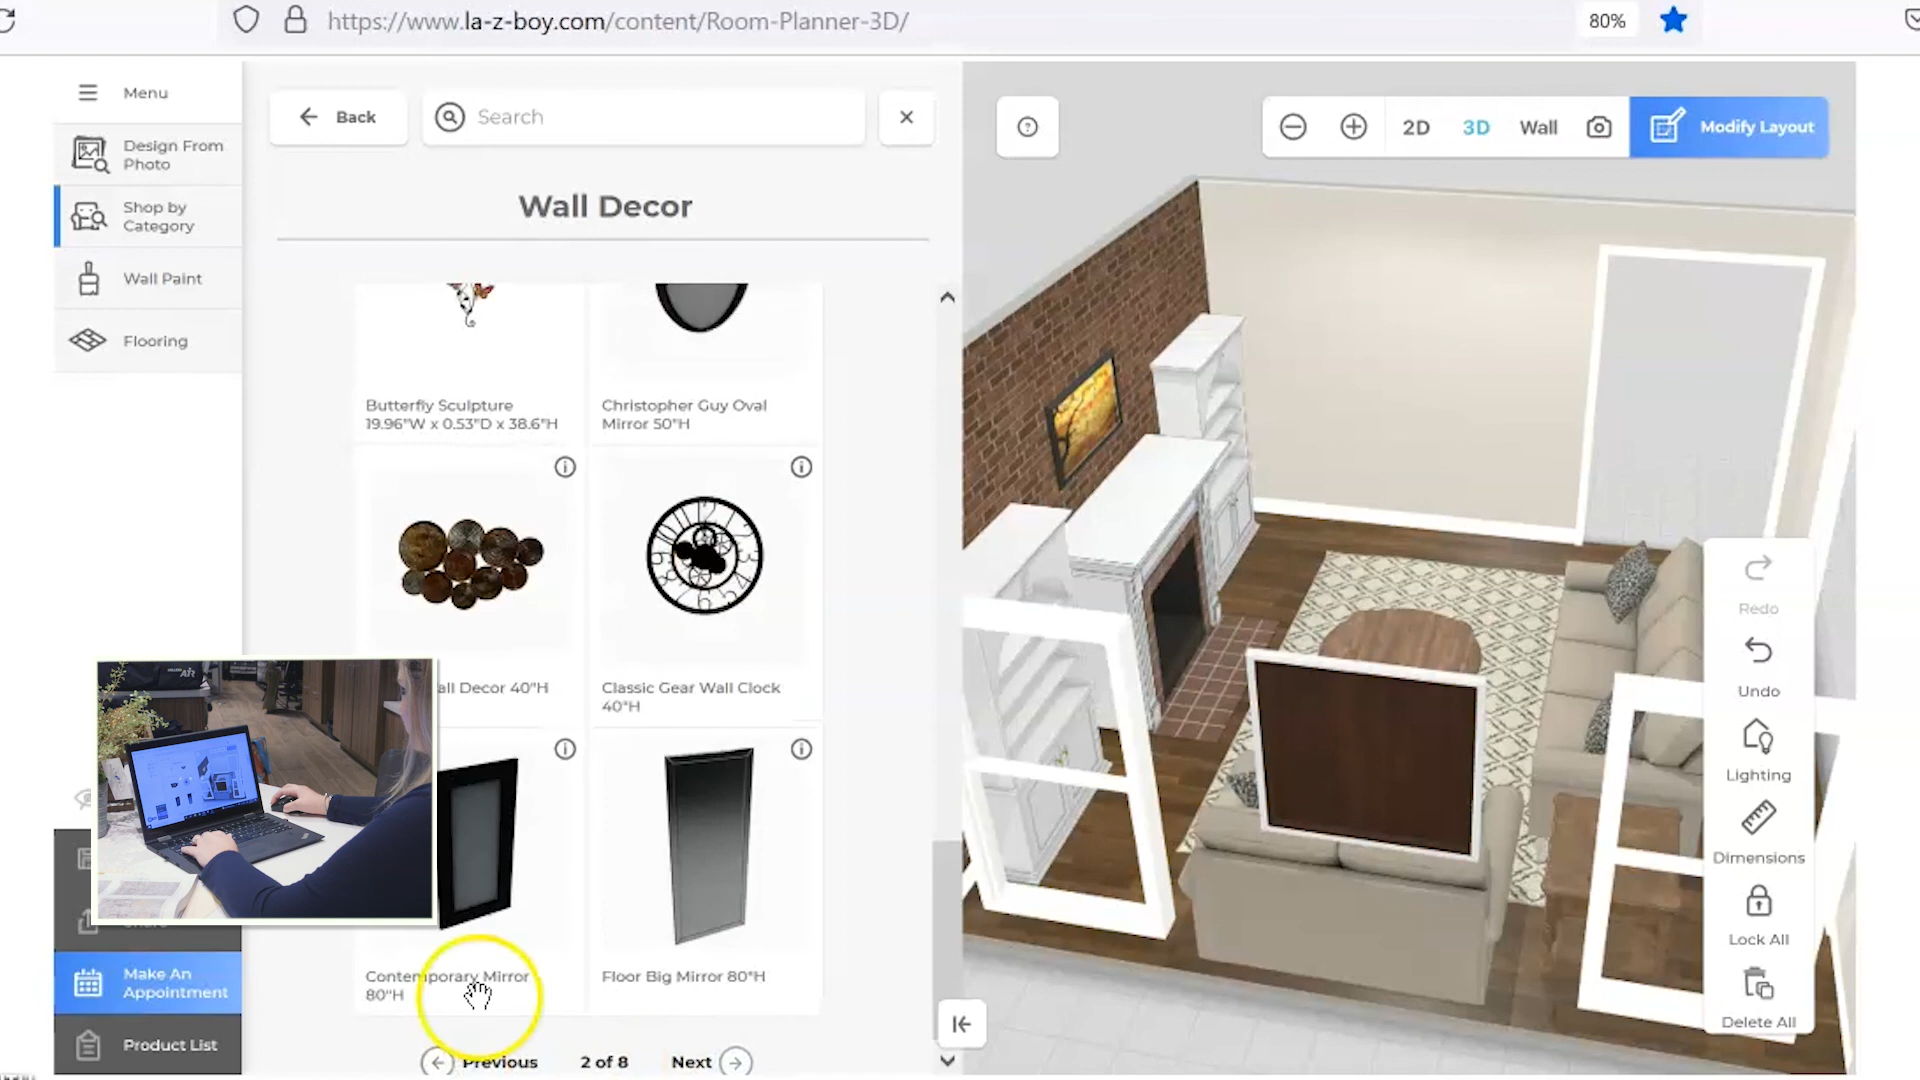 https://www.la-z-boy.com/content/Room-Planner-3D/
80%
Menu
Design From
Photo
Shop by
Category
Wall Paint
Flooring
Make An
Appointment
Product List
Back
Search
Wall Decor
Butterfly Sculpture
19.96"W x 0.53"D x 38.6"H
Christopher Guy Oval
Mirror 50"H
all Decor 40"H
Classic Gear Wall Clock
40"H
Contemporary Mirror
80"H
Floor Big Mirror 80"H
Previous
2 of 8
Next
2D
3D
Wall
Modify Layout
Redo
Undo
Lighting
Dimensions
Lock All
Delete All